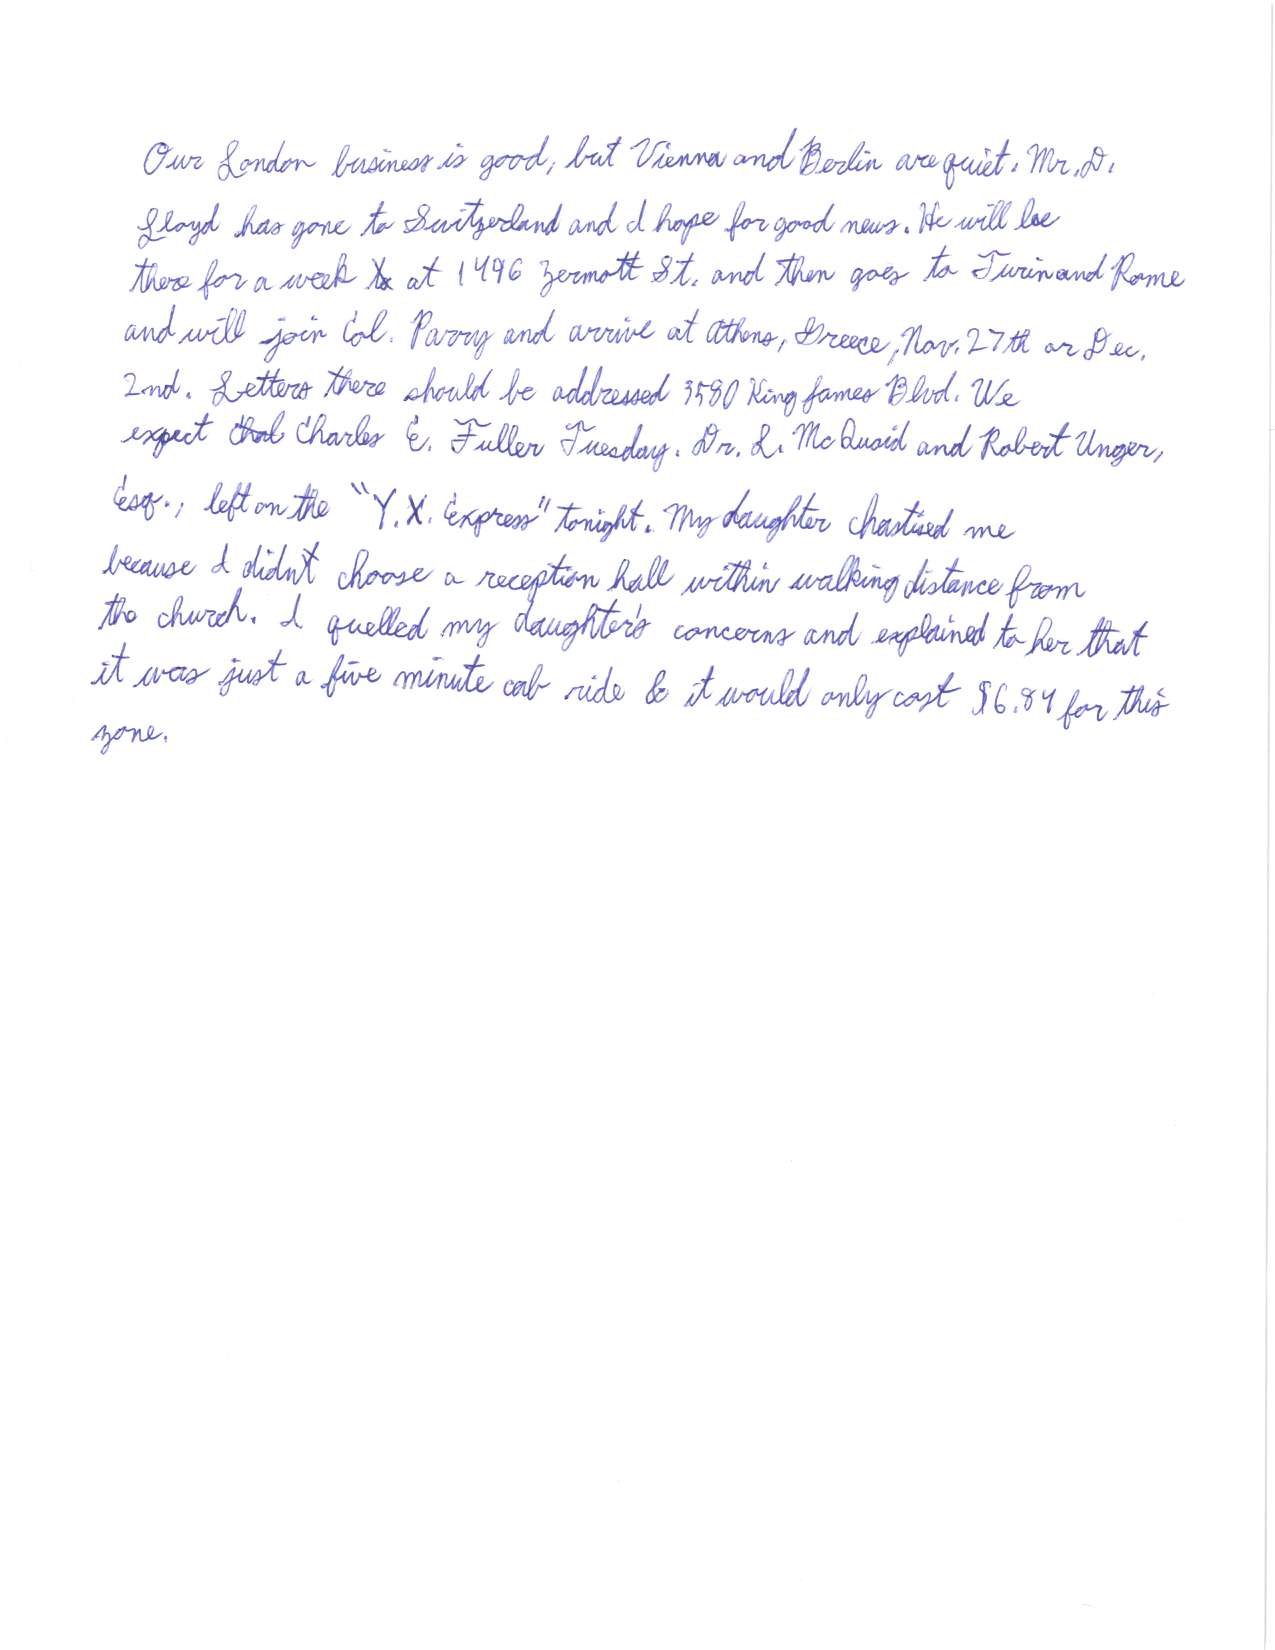 Our London business is good, but Vienna and Berlin are quiet. Mr. D.
Lloyd has gone to Switzerland and I hope for good news. He will be
there for a week at 1496 Zermott St. and then goes to Turin and Rome
and will join Col. Parry and arrive at Athens, Greece, Nov. 27th or Dec.
2nd. Letters there should be addressed 3580 King James Blvd. We
expect Charles E. Fuller Tuesday. Dr. L. McQuaid and Robert Unger,
Esq., left on the "Y.X. Express" tonight. My daughter chastised me
because I didn't choose a reception hall within walking distance from
the church. I quelled my daughter's concerns and explained to her that
it was just a five minute cab ride & it would only cost $6.84 for this
zone.